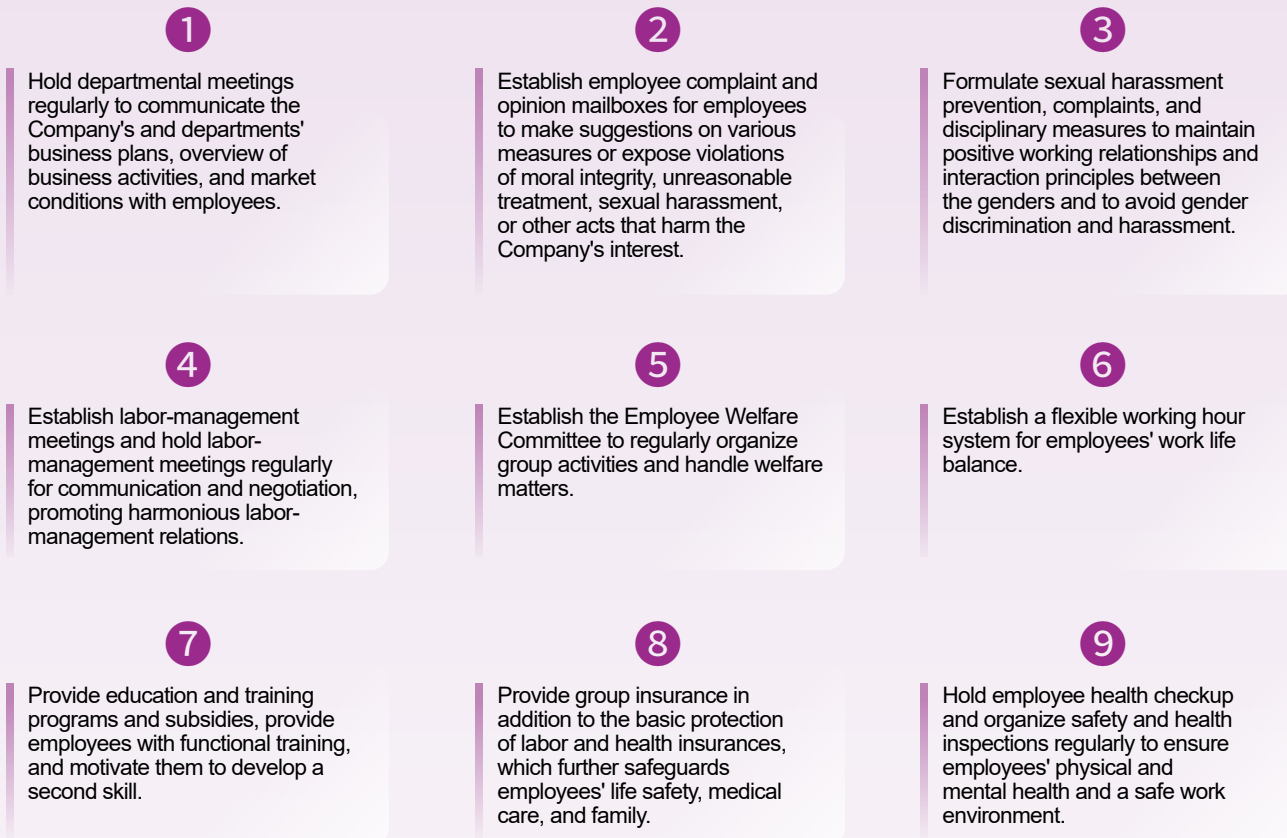 1
Hold departmental meetings
regularly to communicate the
Company's and departments'
business plans, overview of
business activities, and market
conditions with employees.
2
Establish employee complaint and
opinion mailboxes for employees
to make suggestions on various
measures or expose violations
of moral integrity, unreasonable
treatment, sexual harassment,
or other acts that harm the
Company's interest.
3
Formulate sexual harassment
prevention, complaints, and
disciplinary measures to maintain
positive working relationships and
interaction principles between
the genders and to avoid gender
discrimination and harassment.
4
Establish labor-management
meetings and hold labor-
management meetings regularly
for communication and negotiation,
promoting harmonious labor-
management relations.
5
Establish the Employee Welfare
Committee to regularly organize
group activities and handle welfare
matters.
6
Establish a flexible working hour
system for employees' work life
balance.
7
Provide education and training
programs and subsidies, provide
employees with functional training,
and motivate them to develop a
second skill.
8
Provide group insurance in
addition to the basic protection
of labor and health insurances,
which further safeguards
employees' life safety, medical
care, and family.
9
Hold employee health checkup
and organize safety and health
inspections regularly to ensure
employees' physical and
mental health and a safe work
environment.